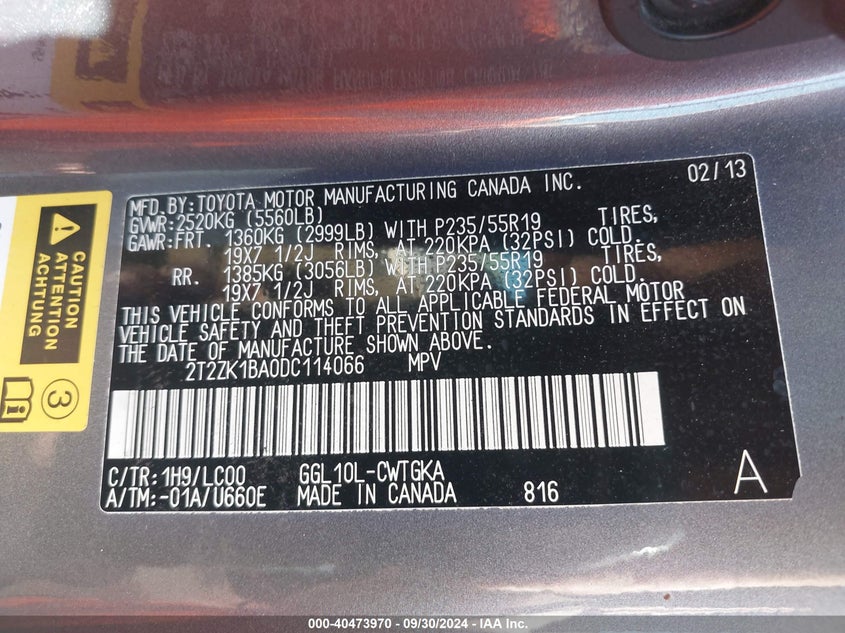 MFD.BY:TOYOTA MOTOR MANUFACTURING CANADA INC. 02/13
GVWR:2520KG (5560LB)
GAWR:FRT. 1360KG (2999LB) WITH P235/55R19 TIRES,
19X7 1/2J RIMS, AT 220KPA (32PSI) COLD.
RR. 1385KG (3056LB) WITH P235/55R19 TIRES,
19X7 1/2J RIMS, AT 220KPA (32PSI) COLD.
THIS VEHICLE CONFORMS TO ALL APPLICABLE FEDERAL MOTOR
VEHICLE SAFETY AND THEFT PREVENTION STANDARDS IN EFFECT ON
THE DATE OF MANUFACTURE SHOWN ABOVE.
2T2ZK1BA0DC114066 MPV
C/TR:1H9/LC00 GGL10L-CWTGKA
A/TM:-01A/U660E MADE IN CANADA 816 A
CAUTION
ATTENTION
ACHTUNG
3
000-40473970 - 09/30/2024 - IAA Inc.